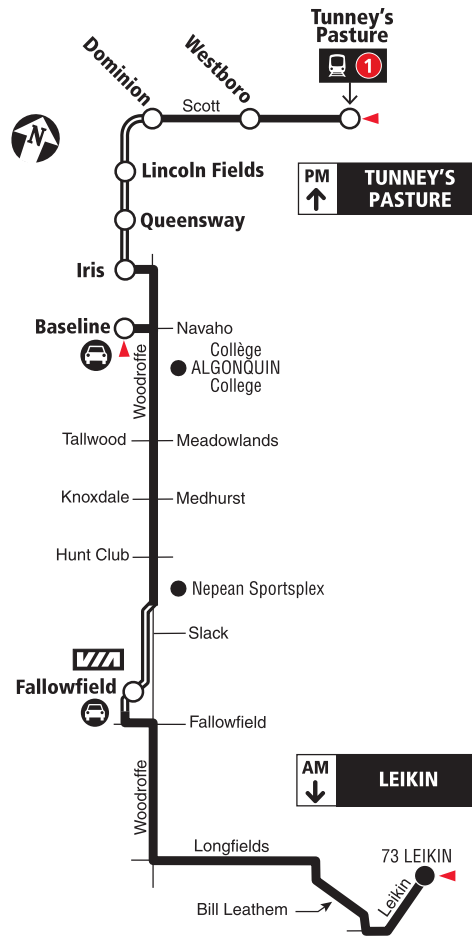 Tunney's
Pasture
1
Dominion
Westboro
Scott
N
Lincoln Fields
PM
TUNNEY'S
PASTURE
Queensway
Iris
Baseline
Navaho
Woodroffe
Collège
ALGONQUIN
College
Tallwood
Meadowlands
Knoxdale
Medhurst
Hunt Club
Nepean Sportsplex
Slack
VIA
Fallowfield
Fallowfield
AM
LEIKIN
Woodroffe
Longfields
73 LEIKIN
Leikin
Bill Leathem